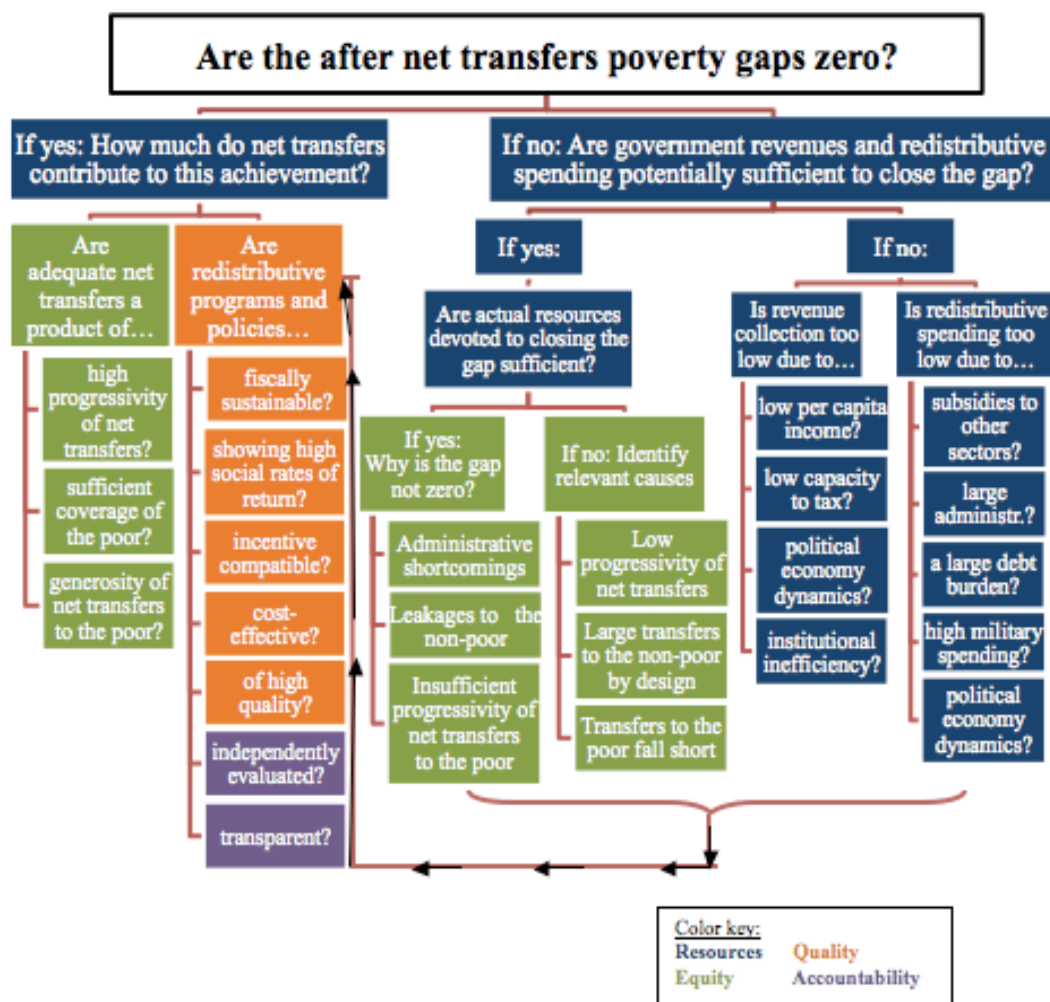 Are the after net transfers poverty gaps zero?
If yes: How much do net transfers
contribute to this achievement?
If no: Are government revenues and redistributive
spending potentially sufficient to close the gap?
Are
adequate net
transfers a
product of…
high
progressivity
of net
transfers?
sufficient
coverage of
the poor?
generosity of
net transfers
to the poor?
Are
redistributive
programs and
policies…
fiscally
sustainable?
showing high
social rates of
return?
incentive
compatible?
cost-
effective?
of high
quality?
independently
evaluated?
transparent?
If yes:
Are actual resources
devoted to closing the
gap sufficient?
If yes:
Why is the gap
not zero?
Administrative
shortcomings
Leakages to the
non-poor
Insufficient
progressivity of
net transfers
to the poor
If no: Identify
relevant causes
Low
progressivity of
net transfers
Large transfers
to the non-poor
by design
Transfers to the
poor fall short
If no:
Is revenue
collection too
low due to…
low per capita
income?
low capacity
to tax?
political
economy
dynamics?
institutional
inefficiency?
Is redistributive
spending too
low due to…
subsidies to
other
sectors?
large
administr.?
a large debt
burden?
high military
spending?
political
economy
dynamics?
Color key:
Resources Quality
Equity Accountability